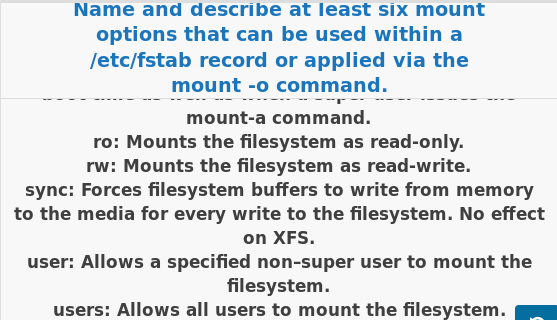 Name and describe at least six mount
options that can be used within a
/etc/fstab record or applied via the
mount -o command.
mount-a command.
ro: Mounts the filesystem as read-only.
rw: Mounts the filesystem as read-write.
sync: Forces filesystem buffers to write from memory
to the media for every write to the filesystem. No effect
on XFS.
user: Allows a specified non–super user to mount the
filesystem.
users: Allows all users to mount the filesystem.